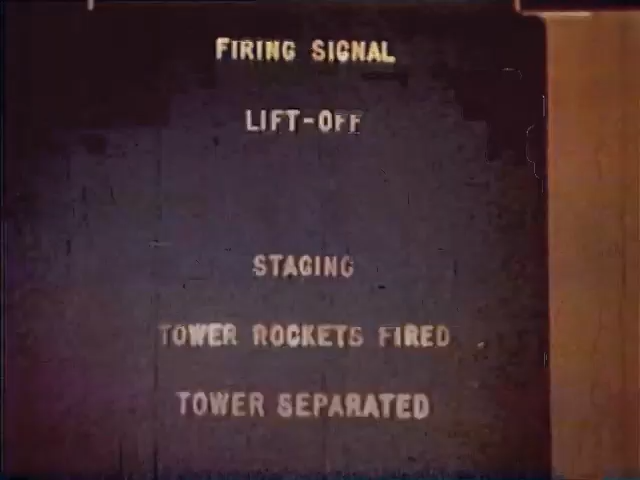 FIRING SIGNAL
LIFT-OFF
STAGING
TOWER ROCKETS FIRED
TOWER SEPARATED